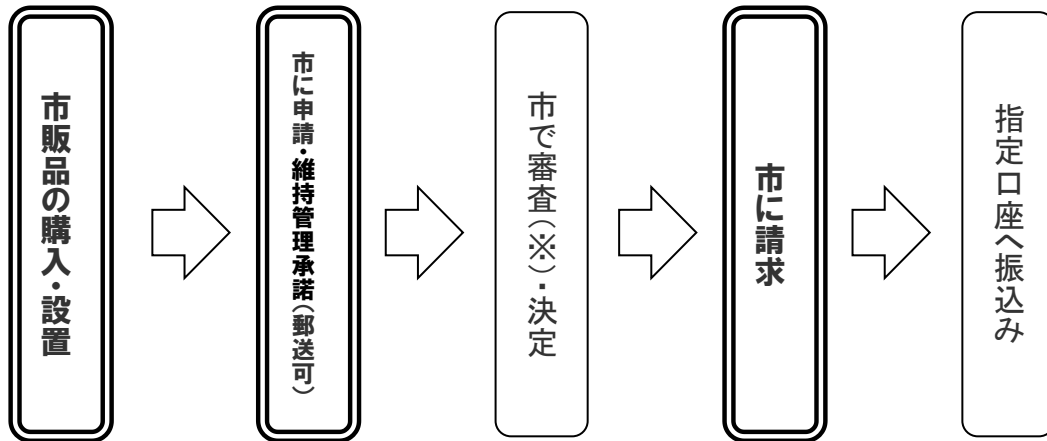 市販品の購入・設置
市に申請・維持管理承諾(郵送可)
市で審査(※)・決定
市に請求
指定口座へ振込み